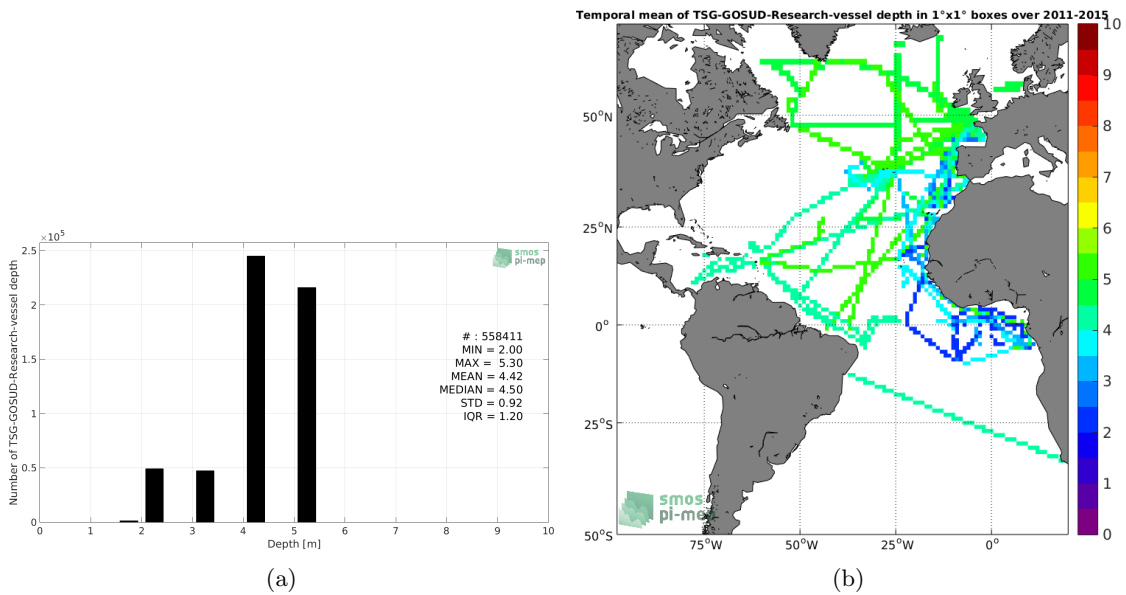 ×10⁵
2.5
2
1.5
1
0.5
0
Number of TSG-GOSUD-Research-vessel depth
smos
pi-mep
# : 558411
MIN = 2.00
MAX = 5.30
MEAN = 4.42
MEDIAN = 4.50
STD = 0.92
IQR = 1.20
0 1 2 3 4 5 6 7 8 9 10
Depth [m]
(a)
Temporal mean of TSG-GOSUD-Research-vessel depth in 1°x1° boxes over 2011-2015
50°N
25°N
0°
25°S
50°S
75°W 50°W 25°W 0°
smos
pi-mep
10
9
8
7
6
5
4
3
2
1
0
(b)